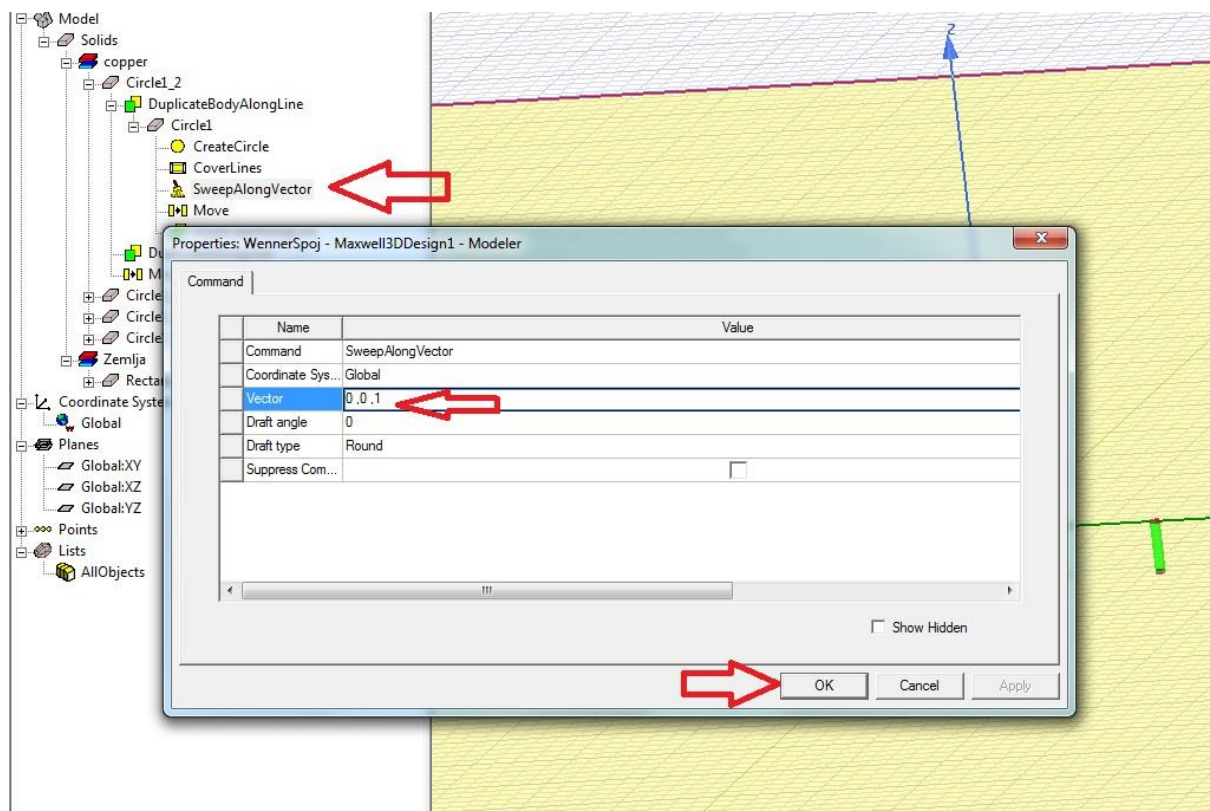 Model
Solids
copper
Circle1_2
DuplicateBodyAlongLine
Circle1
CreateCircle
CoverLines
SweepAlongVector
Move
Du
M
Circle
Circle
Circle
Zemlja
Recta
Coordinate Syste
Global
Planes
Global:XY
Global:XZ
Global:YZ
Points
Lists
AllObjects
Z
Properties: WennerSpoj - Maxwell3DDesign1 - Modeler
Command
Name Value
Command SweepAlongVector
Coordinate Sys... Global
Vector 0 ,0 ,1
Draft angle 0
Draft type Round
Suppress Com...
Show Hidden
OK Cancel Apply